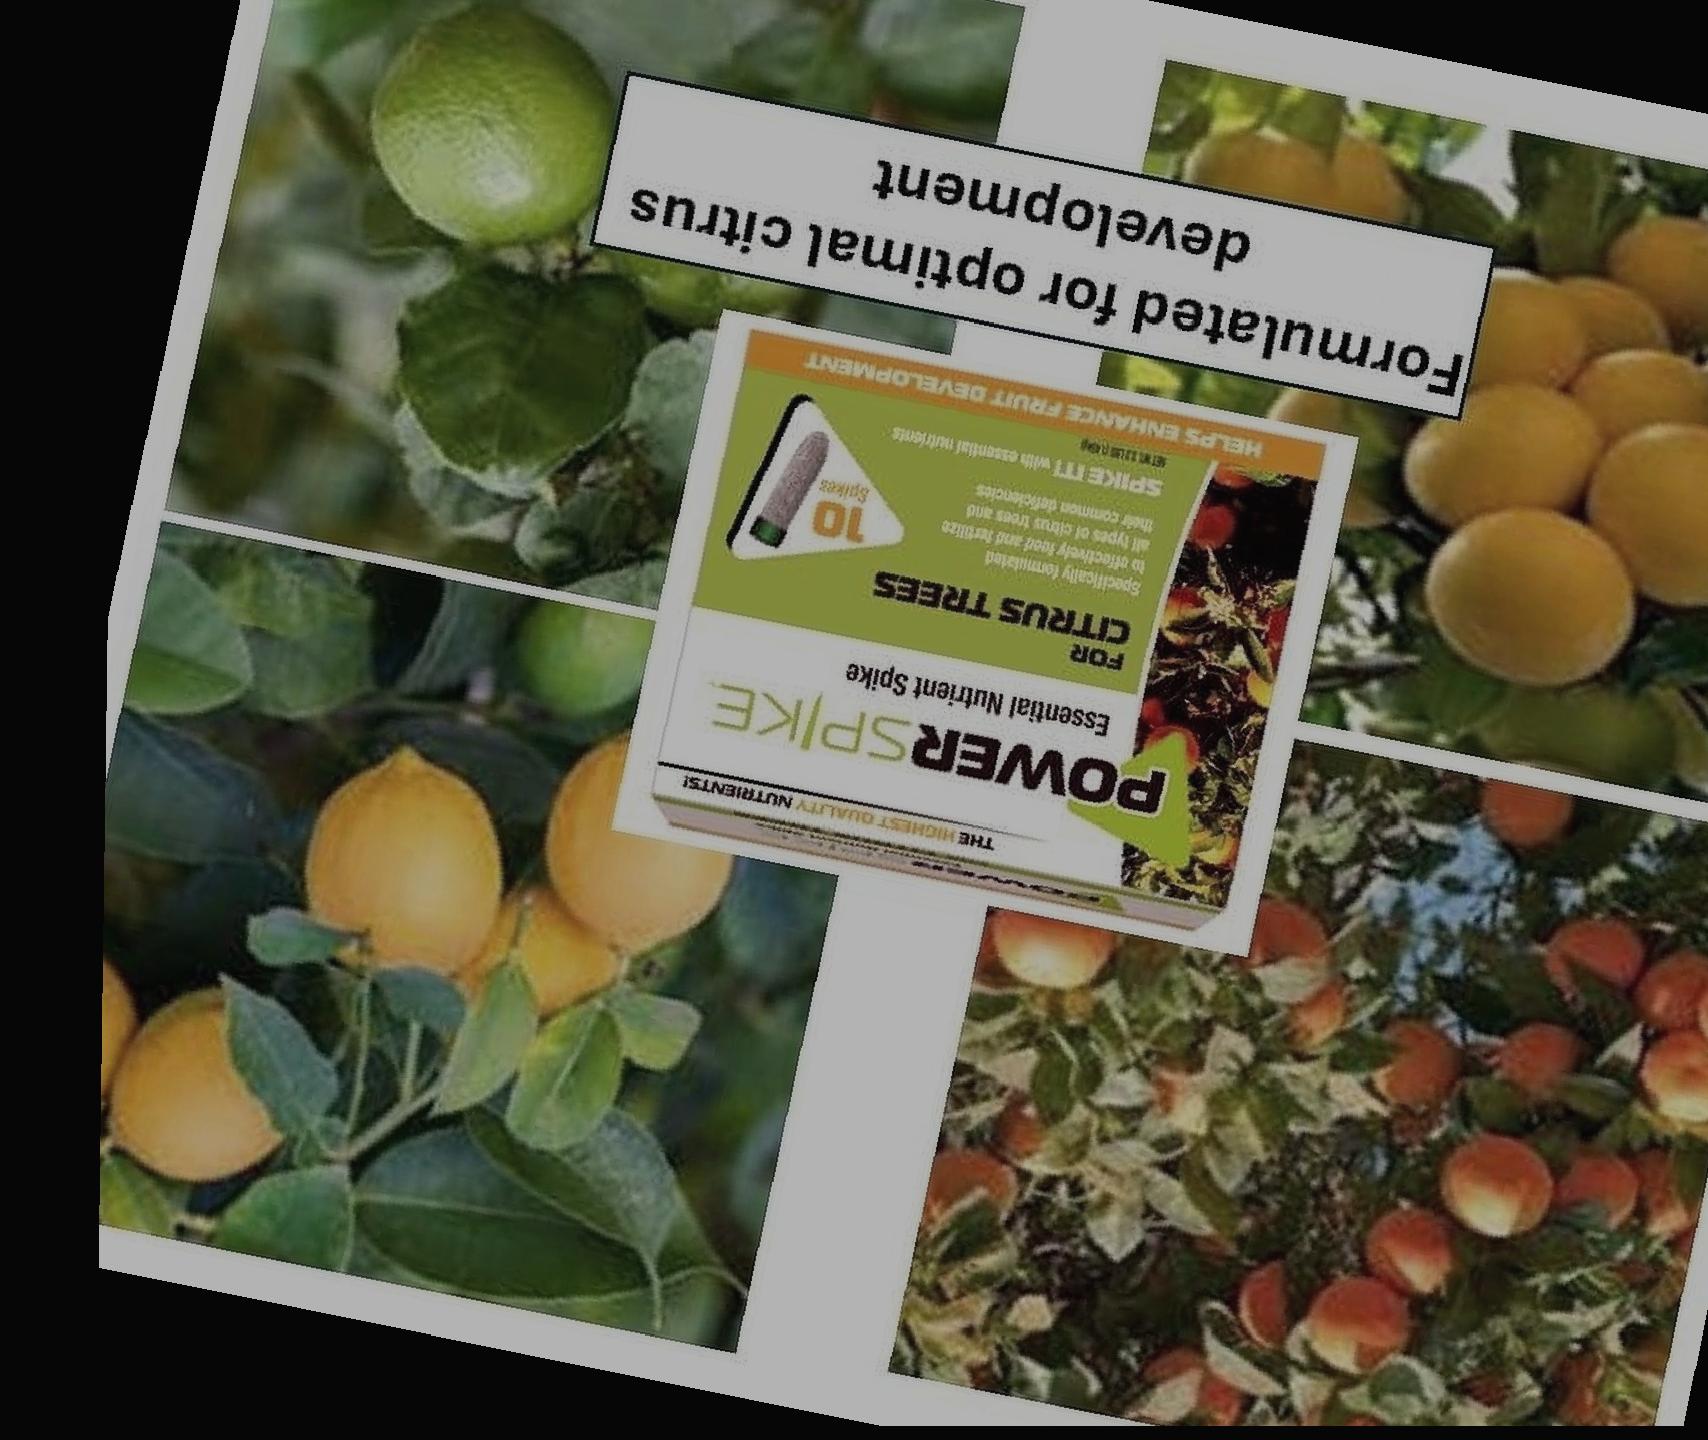 THE HIGHEST QUALITY NUTRIENTS!
POWERSPIKE
Essential Nutrient Spike
FOR
CITRUS TREES
Specifically formulated
to effectively feed and fertilize
all types of citrus trees and
their common deficiencies
SPIKE IT! with essential nutrients
10
Spikes
HELPS ENHANCE FRUIT DEVELOPMENT
Formulated for optimal citrus
development